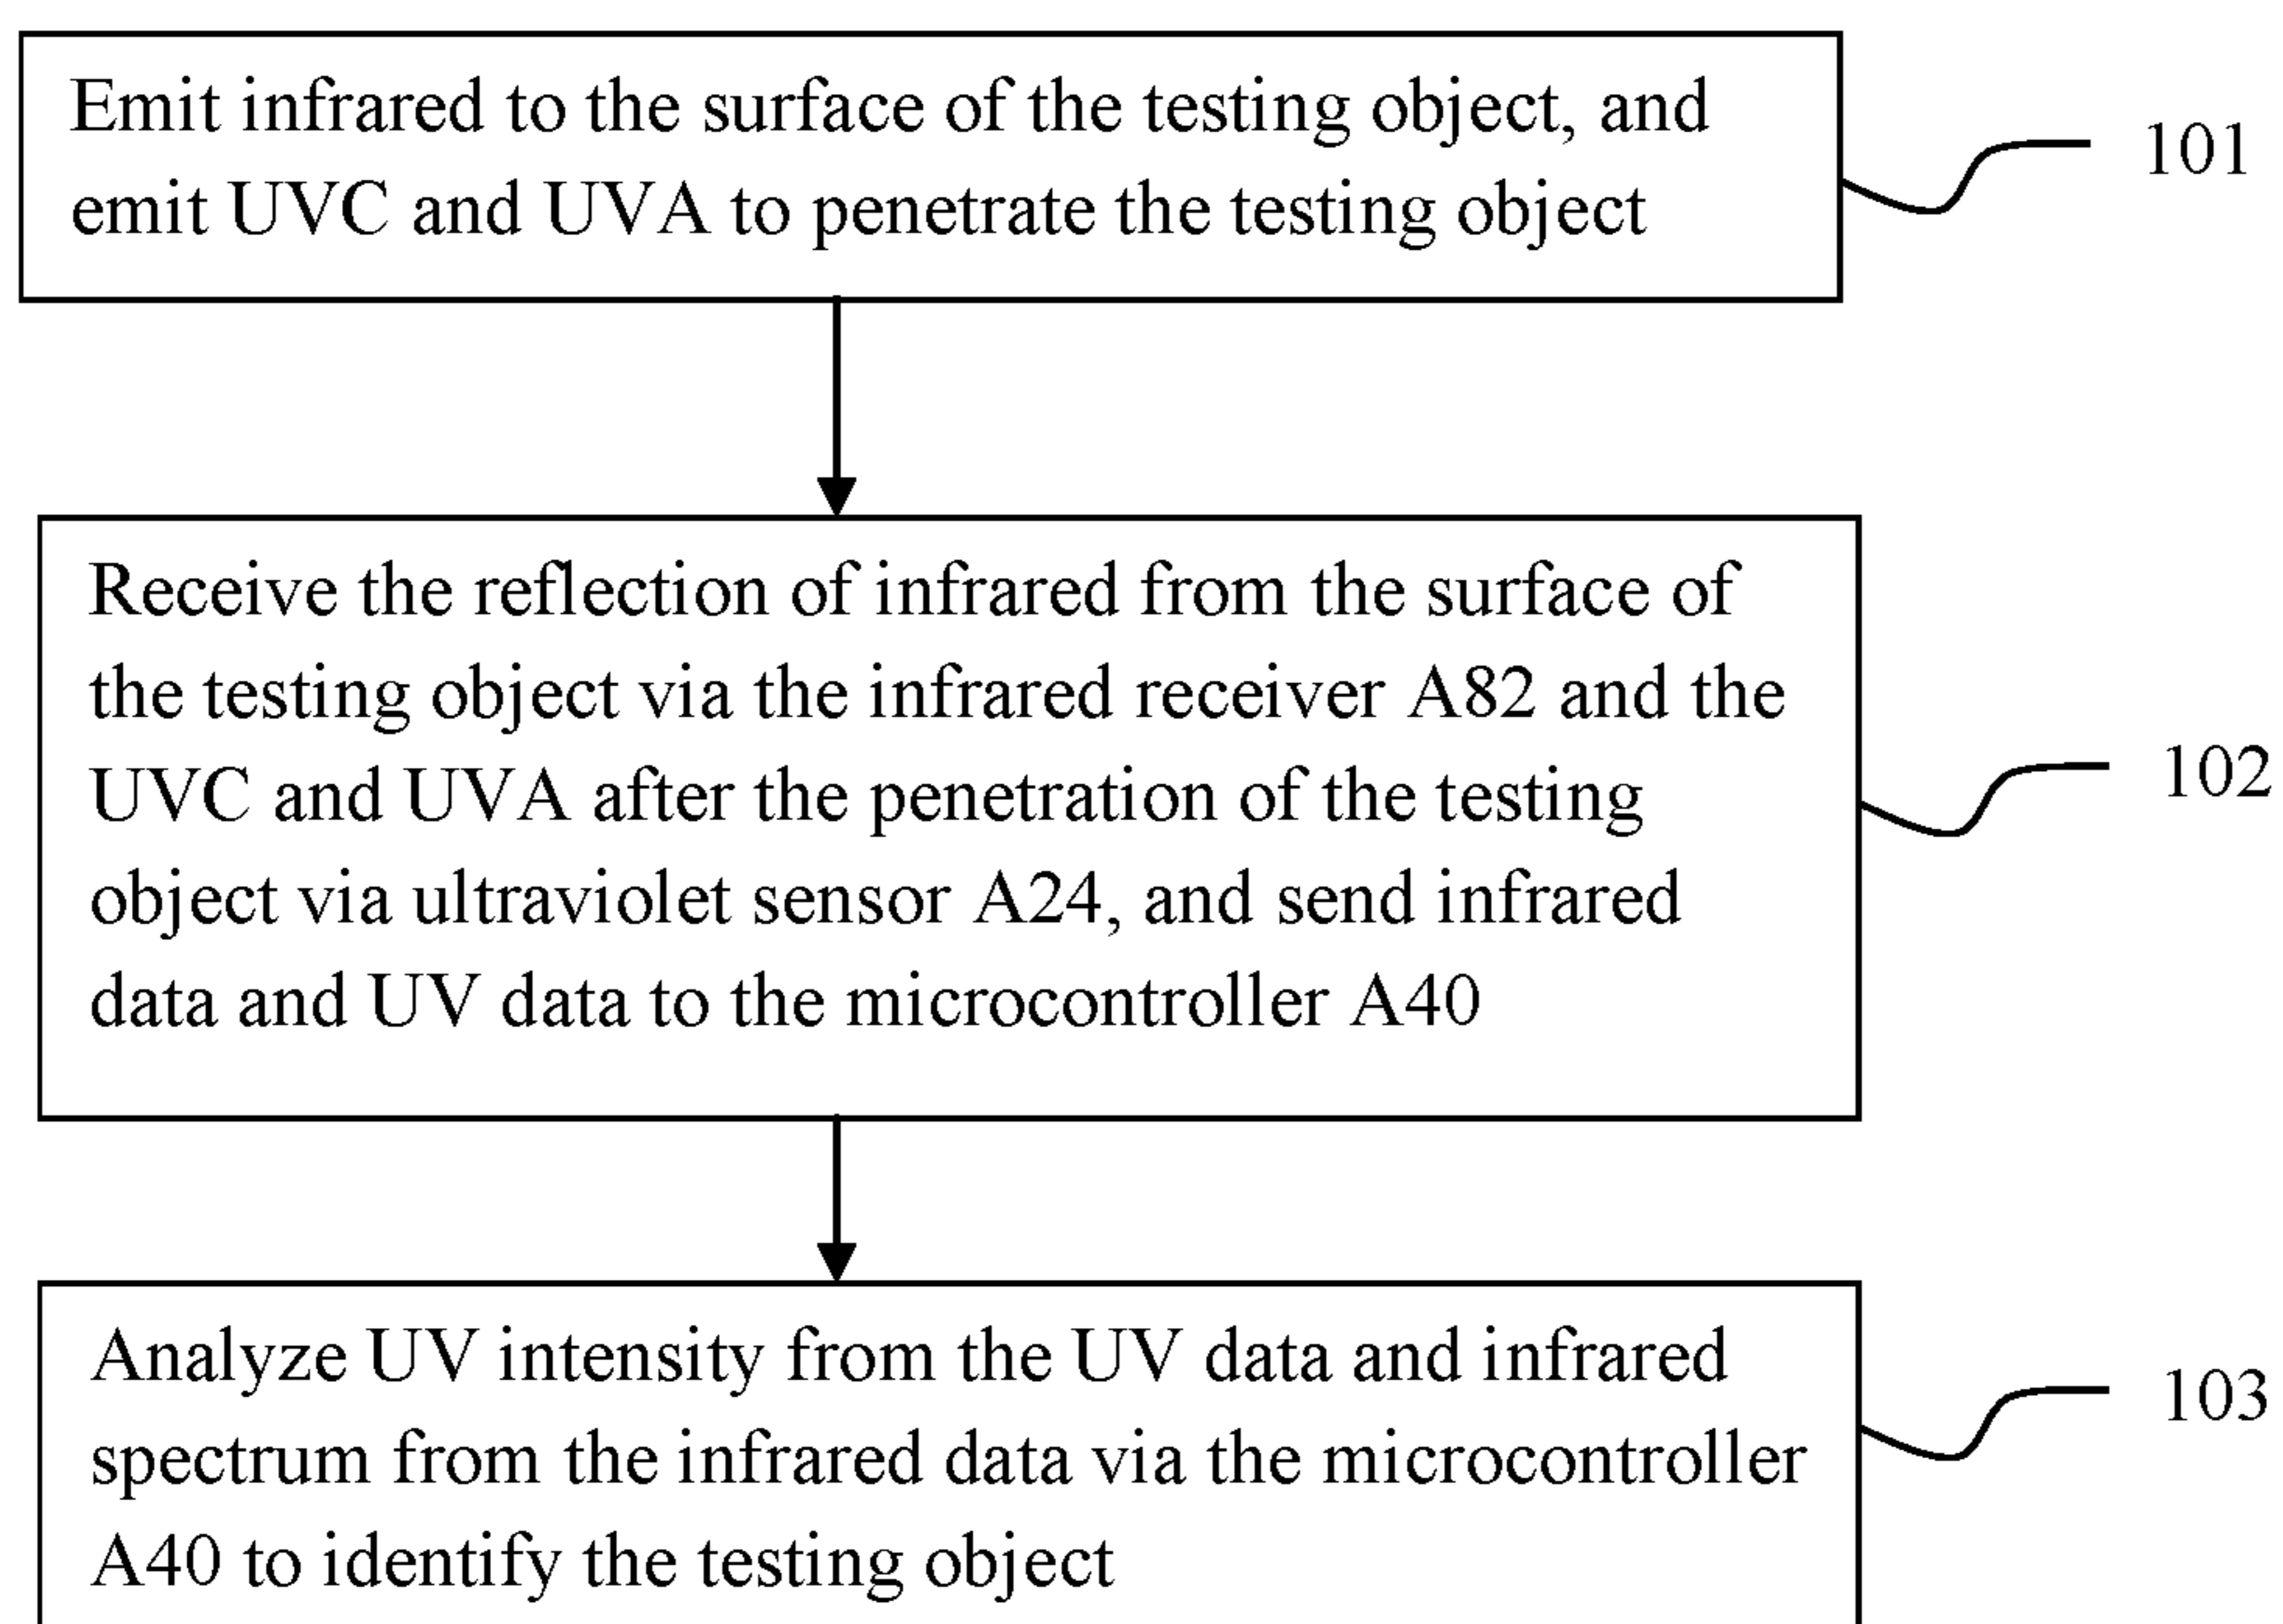 Emit infrared to the surface of the testing object, and
emit UVC and UVA to penetrate the testing object
101
Receive the reflection of infrared from the surface of
the testing object via the infrared receiver A82 and the
UVC and UVA after the penetration of the testing
object via ultraviolet sensor A24, and send infrared
data and UV data to the microcontroller A40
102
Analyze UV intensity from the UV data and infrared
spectrum from the infrared data via the microcontroller
A40 to identify the testing object
103